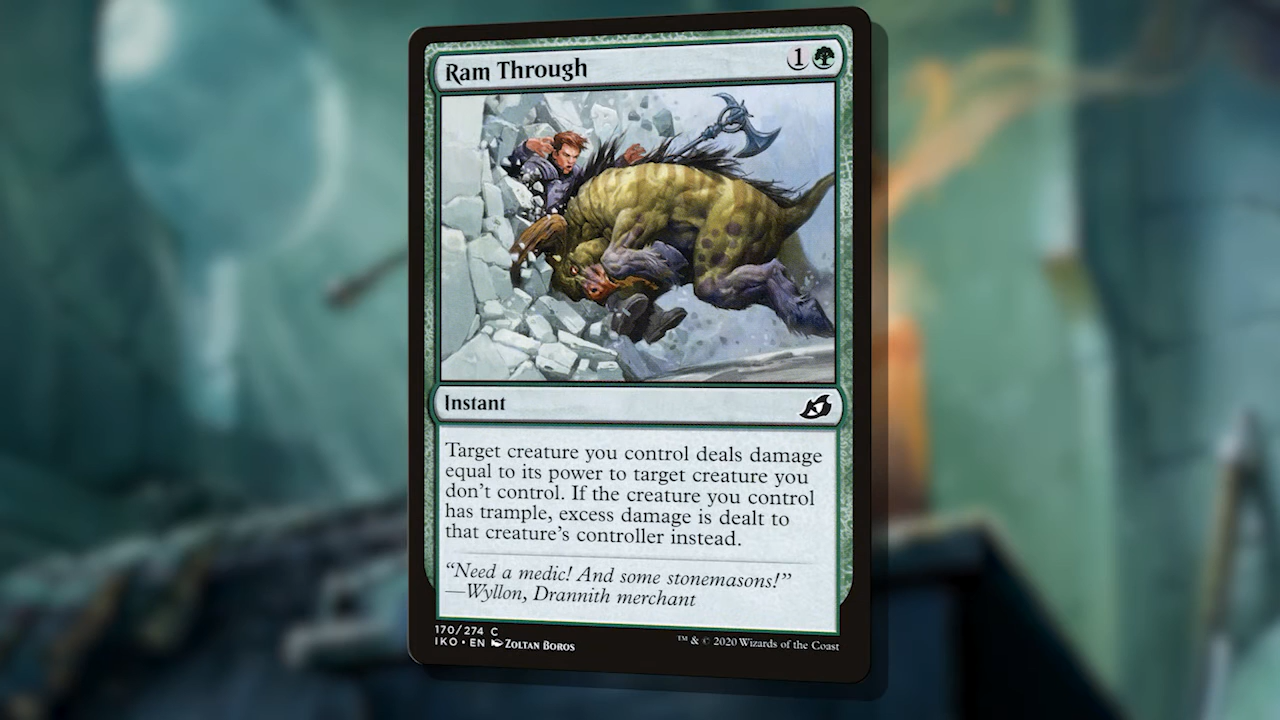 Ram Through
1
Instant
Target creature you control deals damage
equal to its power to target creature you
don't control. If the creature you control
has trample, excess damage is dealt to
that creature's controller instead.
“Need a medic! And some stonemasons!”
—Wyllon, Drannith merchant
170/274 C
IKO • EN Zoltan Boros
™ & © 2020 Wizards of the Coast